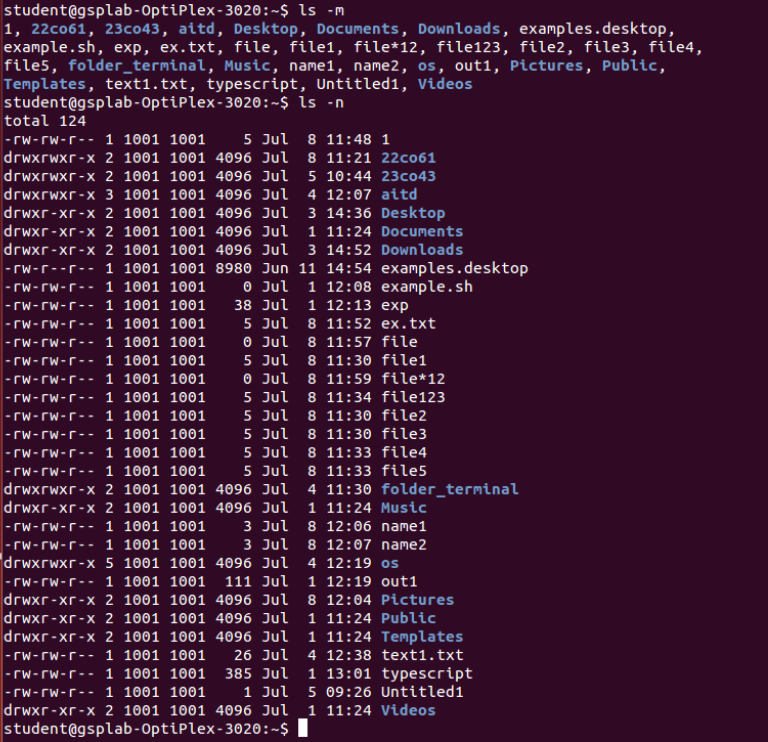 student@gsplab-OptiPlex-3020:~$ ls -m
1, 22co61, 23co43, aitd, Desktop, Documents, Downloads, examples.desktop,
example.sh, exp, ex.txt, file, file1, file*12, file123, file2, file3, file4,
file5, folder_terminal, Music, name1, name2, os, out1, Pictures, Public,
Templates, text1.txt, typescript, Untitled1, Videos
student@gsplab-OptiPlex-3020:~$ ls -n
total 124
-rw-rw-r-- 1 1001 1001    5 Jul  8 11:48 1
drwxrwxr-x 2 1001 1001 4096 Jul  8 11:21 22co61
drwxrwxr-x 2 1001 1001 4096 Jul  5 10:44 23co43
drwxrwxr-x 3 1001 1001 4096 Jul  4 12:07 aitd
drwxr-xr-x 2 1001 1001 4096 Jul  3 14:36 Desktop
drwxr-xr-x 2 1001 1001 4096 Jul  1 11:24 Documents
drwxr-xr-x 2 1001 1001 4096 Jul  3 14:52 Downloads
-rw-r--r-- 1 1001 1001 8980 Jun 11 14:54 examples.desktop
-rw-rw-r-- 1 1001 1001    0 Jul  1 12:08 example.sh
-rw-rw-r-- 1 1001 1001   38 Jul  1 12:13 exp
-rw-rw-r-- 1 1001 1001    5 Jul  8 11:52 ex.txt
-rw-rw-r-- 1 1001 1001    0 Jul  8 11:57 file
-rw-rw-r-- 1 1001 1001    5 Jul  8 11:30 file1
-rw-rw-r-- 1 1001 1001    0 Jul  8 11:59 file*12
-rw-rw-r-- 1 1001 1001    5 Jul  8 11:34 file123
-rw-rw-r-- 1 1001 1001    5 Jul  8 11:30 file2
-rw-rw-r-- 1 1001 1001    5 Jul  8 11:30 file3
-rw-rw-r-- 1 1001 1001    5 Jul  8 11:33 file4
-rw-rw-r-- 1 1001 1001    5 Jul  8 11:33 file5
drwxrwxr-x 2 1001 1001 4096 Jul  4 11:30 folder_terminal
drwxr-xr-x 2 1001 1001 4096 Jul  1 11:24 Music
-rw-rw-r-- 1 1001 1001    3 Jul  8 12:06 name1
-rw-rw-r-- 1 1001 1001    3 Jul  8 12:07 name2
drwxrwxr-x 5 1001 1001 4096 Jul  4 12:19 os
-rw-rw-r-- 1 1001 1001  111 Jul  1 12:19 out1
drwxr-xr-x 2 1001 1001 4096 Jul  8 12:04 Pictures
drwxr-xr-x 2 1001 1001 4096 Jul  1 11:24 Public
drwxr-xr-x 2 1001 1001 4096 Jul  1 11:24 Templates
-rw-rw-r-- 1 1001 1001   26 Jul  4 12:38 text1.txt
-rw-rw-r-- 1 1001 1001  385 Jul  1 13:01 typescript
-rw-rw-r-- 1 1001 1001    1 Jul  5 09:26 Untitled1
drwxr-xr-x 2 1001 1001 4096 Jul  1 11:24 Videos
student@gsplab-OptiPlex-3020:~$